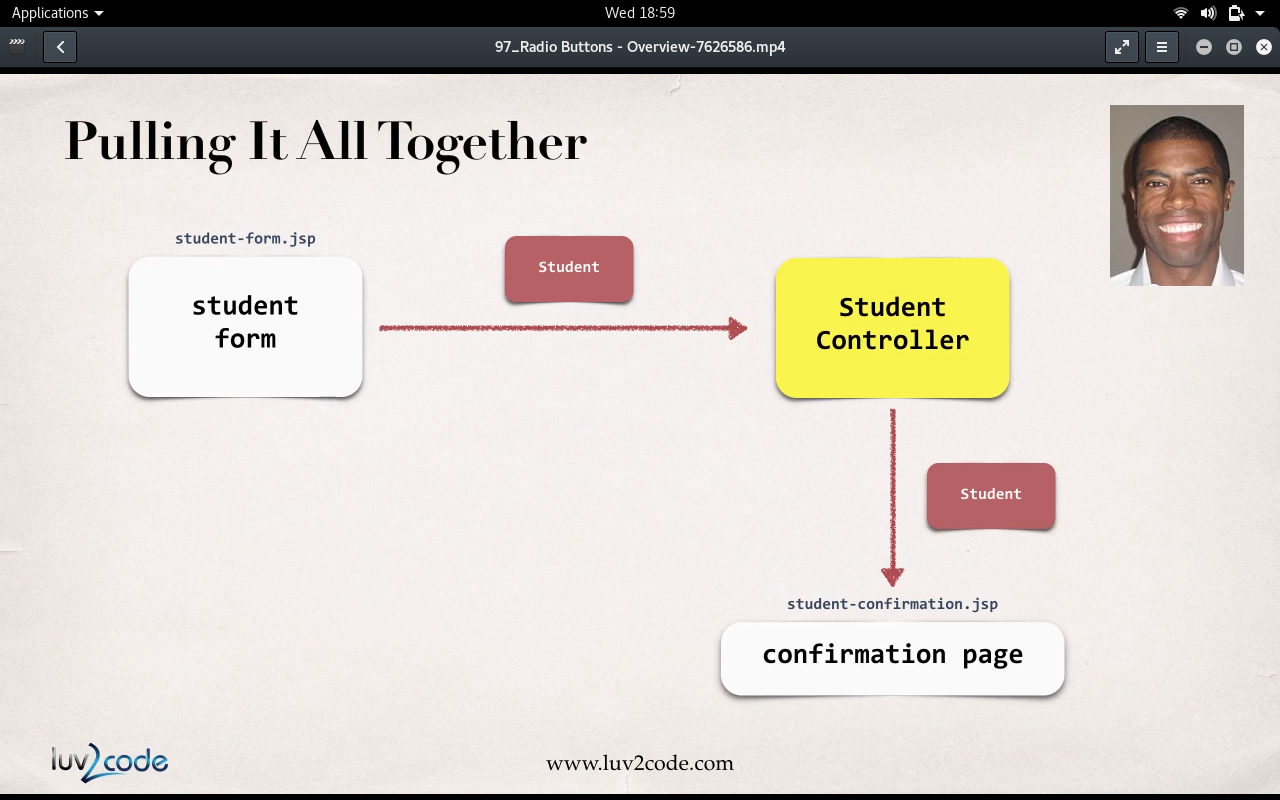 Applications
Wed 18:59
97_Radio Buttons - Overview-7626586.mp4
Pulling It All Together
student-form.jsp
student
form
Student
Student
Controller
Student
student-confirmation.jsp
confirmation page
luv2code
www.luv2code.com